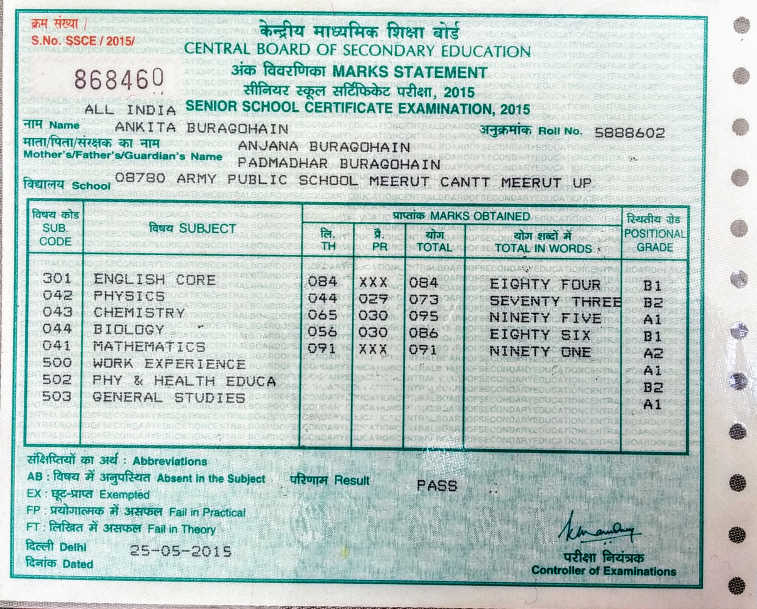 क्रम संख्या /
S.No. SSCE / 2015/
868460
केन्द्रीय माध्यमिक शिक्षा बोर्ड
CENTRAL BOARD OF SECONDARY EDUCATION
अंक विवरणिका MARKS STATEMENT
सीनियर स्कूल सर्टिफिकेट परीक्षा, 2015
ALL INDIA SENIOR SCHOOL CERTIFICATE EXAMINATION, 2015
नाम Name ANKITA BURAGOHAIN अनुक्रमांक Roll No. 5888602
माता/पिता/संरक्षक का नाम ANJANA BURAGOHAIN
Mother's/Father's/Guardian's Name PADMADHAR BURAGOHAIN
विद्यालय School 08780 ARMY PUBLIC SCHOOL MEERUT CANTT MEERUT UP
विषय कोड SUB. CODE विषय SUBJECT प्राप्तांक MARKS OBTAINED स्थितीय ग्रेड POSITIONAL GRADE
लि. TH प्रै. PR योग TOTAL योग शब्दों में TOTAL IN WORDS
301 ENGLISH CORE 084 XXX 084 EIGHTY FOUR B1
042 PHYSICS 044 029 073 SEVENTY THREE B2
043 CHEMISTRY 065 030 095 NINETY FIVE A1
044 BIOLOGY 056 030 086 EIGHTY SIX B1
041 MATHEMATICS 091 XXX 091 NINETY ONE A2
500 WORK EXPERIENCE A1
502 PHY & HEALTH EDUCA B2
503 GENERAL STUDIES A1
संक्षिप्तियों का अर्थ : Abbreviations
AB : विषय में अनुपस्थित Absent in the Subject परिणाम Result PASS
EX : छूट-प्राप्त Exempted
FP : प्रयोगात्मक में असफल Fail in Practical
FT : लिखित में असफल Fail in Theory
दिल्ली Delhi
दिनांक Dated 25-05-2015
परीक्षा नियंत्रक
Controller of Examinations